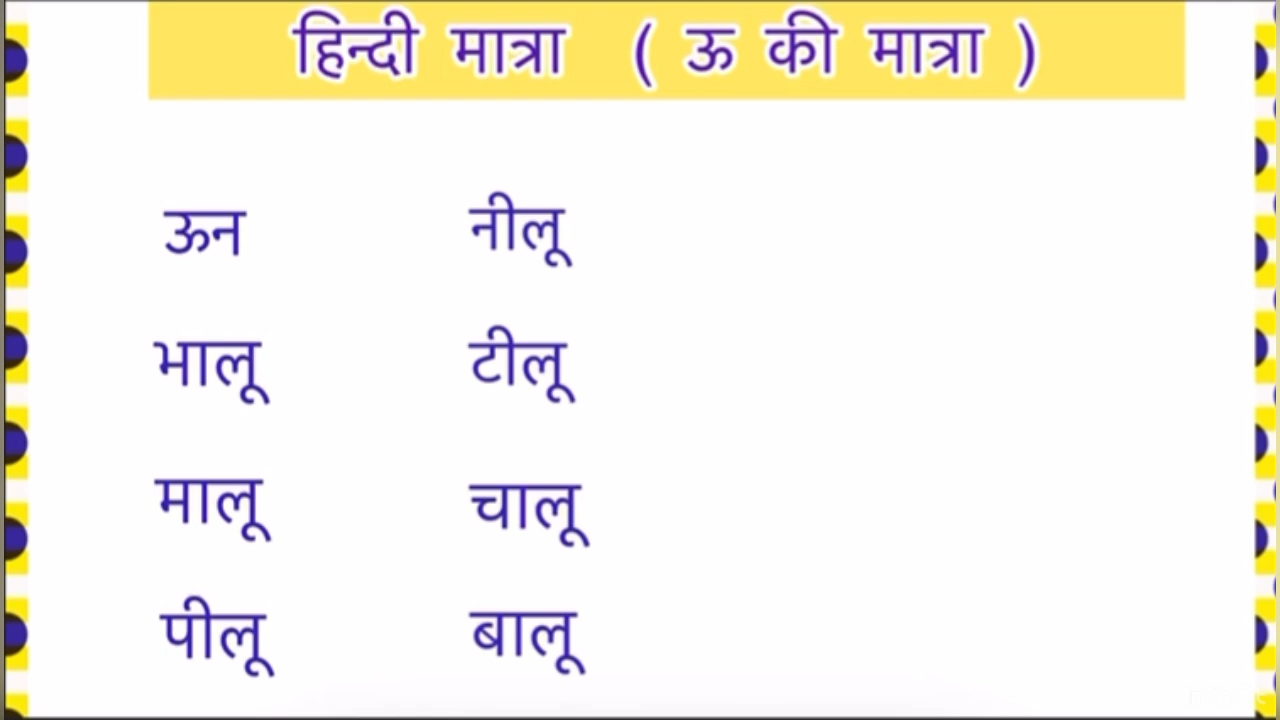 हिन्दी मात्रा ( ऊ की मात्रा )
ऊन नीलू
भालू टीलू
मालू चालू
पीलू बालू